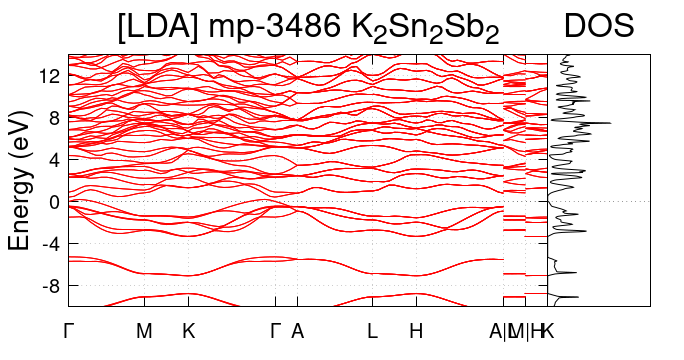 [LDA] mp-3486 K₂Sn₂Sb₂ DOS
Energy (eV)
12
8
4
0
-4
-8
Γ M K Γ A L H A|L M|H K